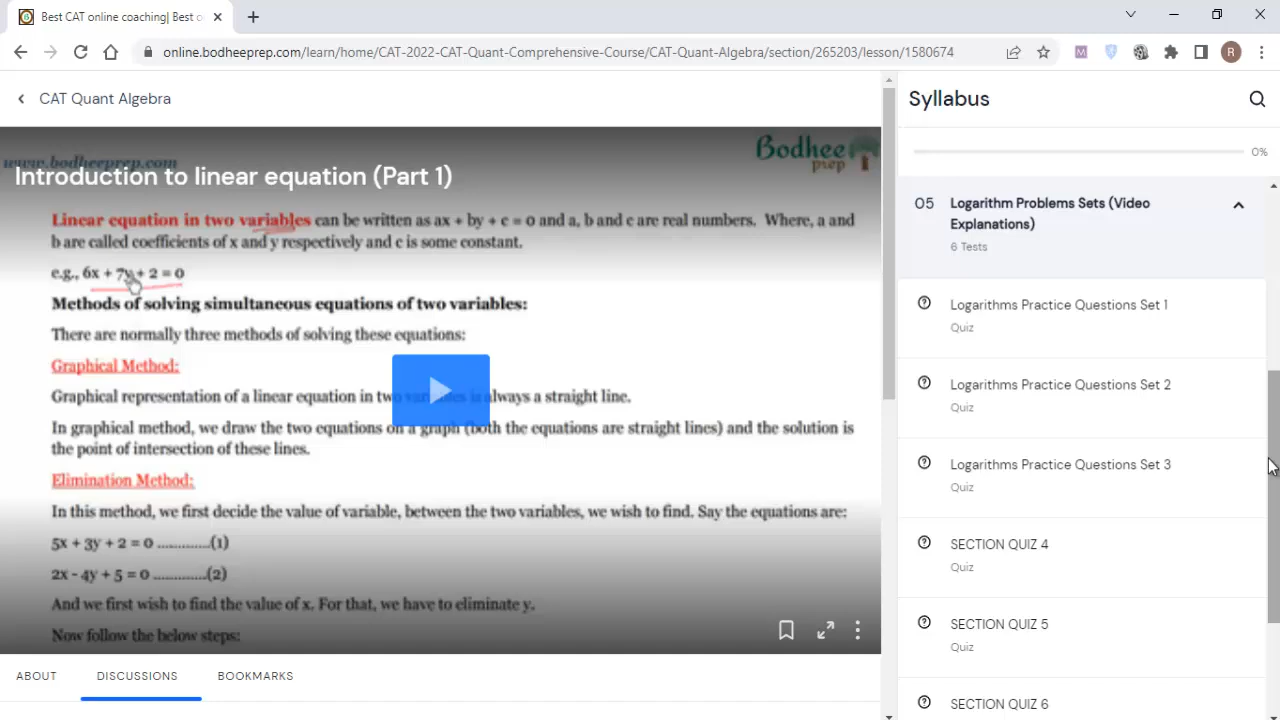 Best CAT online coaching| Best o
online.bodheeprep.com/learn/home/CAT-2022-CAT-Quant-Comprehensive-Course/CAT-Quant-Algebra/section/265203/lesson/1580674
M
R
CAT Quant Algebra
www.bodheeprep.com
Bodhee
prep
Introduction to linear equation (Part 1)
Linear equation in two variables can be written as ax + by + c = 0 and a, b and c are real numbers. Where, a and
b are called coefficients of x and y respectively and c is some constant.
e.g., 6x + 7y + 2 = 0
Methods of solving simultaneous equations of two variables:
There are normally three methods of solving these equations:
Graphical Method:
Graphical representation of a linear equation in two variables is always a straight line.
In graphical method, we draw the two equations on a graph (both the equations are straight lines) and the solution is
the point of intersection of these lines.
Elimination Method:
In this method, we first decide the value of variable, between the two variables, we wish to find. Say the equations are:
5x + 3y + 2 = 0 .............(1)
2x - 4y + 5 = 0 .............(2)
And we first wish to find the value of x. For that, we have to eliminate y.
Now follow the below steps:
ABOUT
DISCUSSIONS
BOOKMARKS
Syllabus
0%
05
Logarithm Problems Sets (Video
Explanations)
6 Tests
Logarithms Practice Questions Set 1
Quiz
Logarithms Practice Questions Set 2
Quiz
Logarithms Practice Questions Set 3
Quiz
SECTION QUIZ 4
Quiz
SECTION QUIZ 5
Quiz
SECTION QUIZ 6